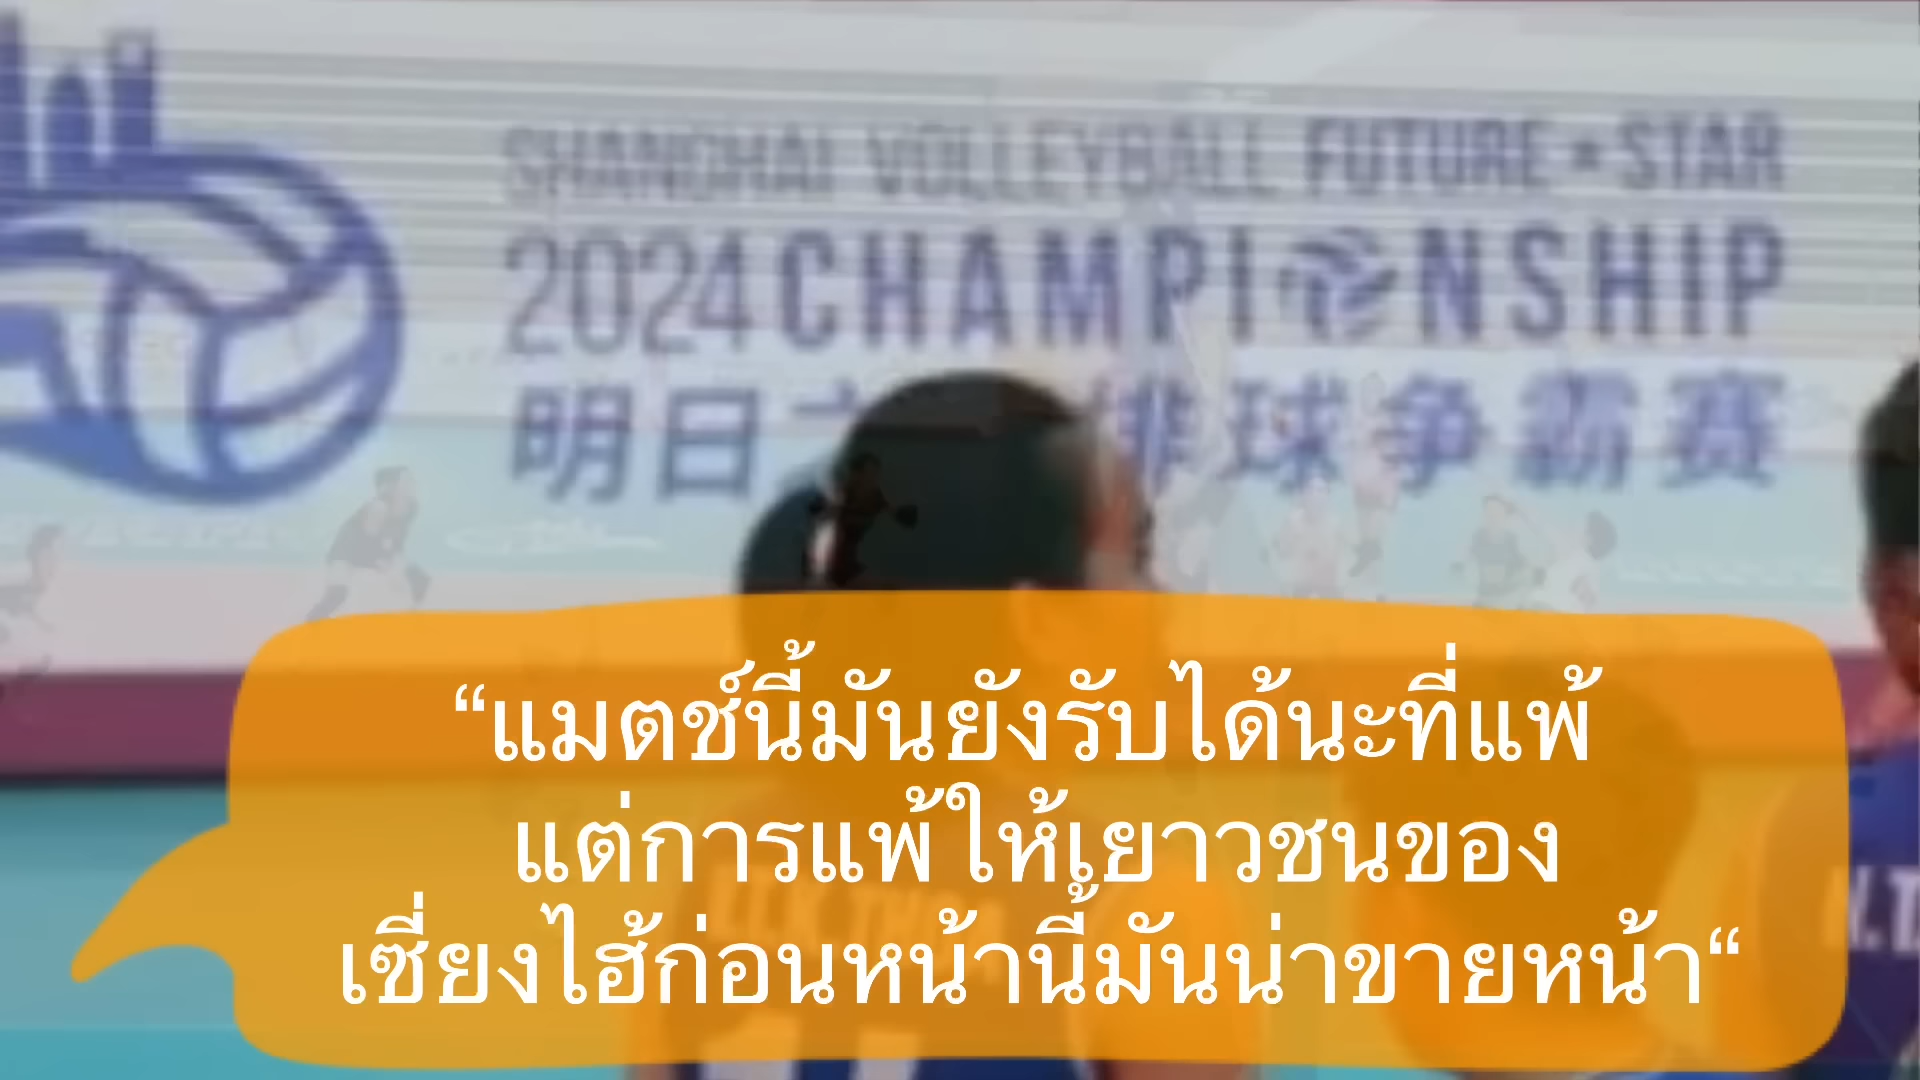 SHANGHAI VOLLEYBALL FUTURE★STAR
2024 CHAMPIONSHIP
明日 排球争霸赛
“แมตช์นี้มันยังรับได้นะที่แพ้
แต่การแพ้ให้เยาวชนของ
เซี่ยงไฮ้ก่อนหน้านี้มันน่าขายหน้า“